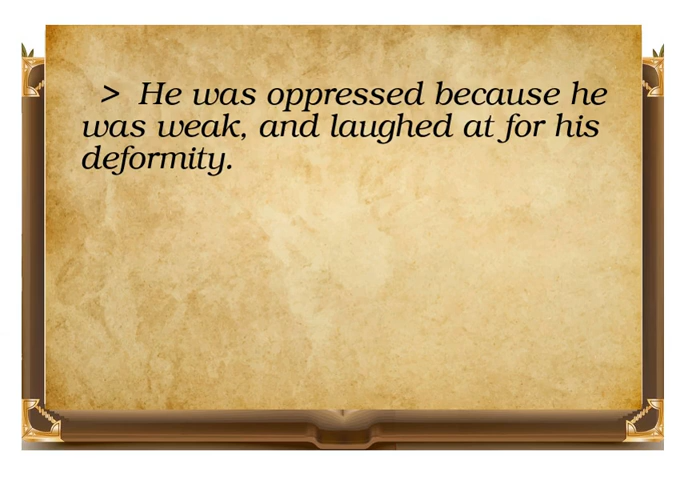 > He was oppressed because he
was weak, and laughed at for his
deformity.